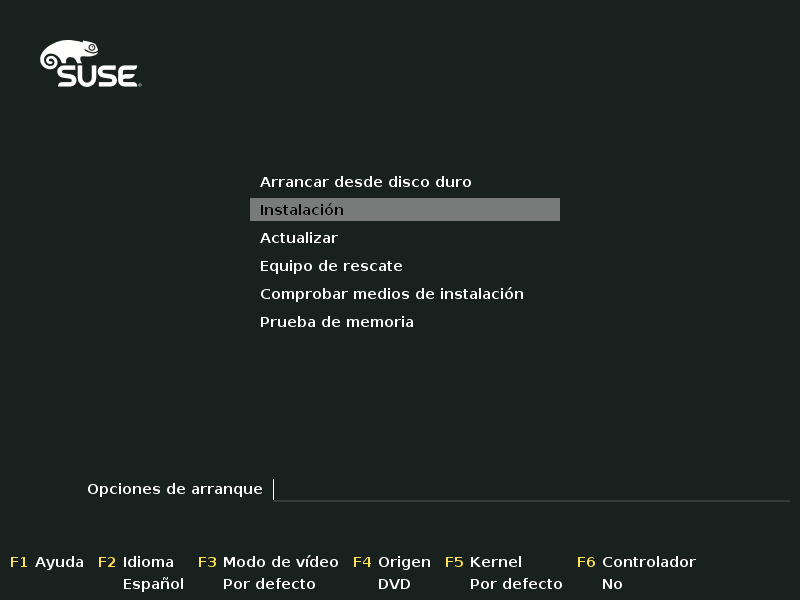 SUSE
Arrancar desde disco duro
Instalación
Actualizar
Equipo de rescate
Comprobar medios de instalación
Prueba de memoria
Opciones de arranque
F1 Ayuda F2 Idioma F3 Modo de vídeo F4 Origen F5 Kernel F6 Controlador
Español Por defecto DVD Por defecto No